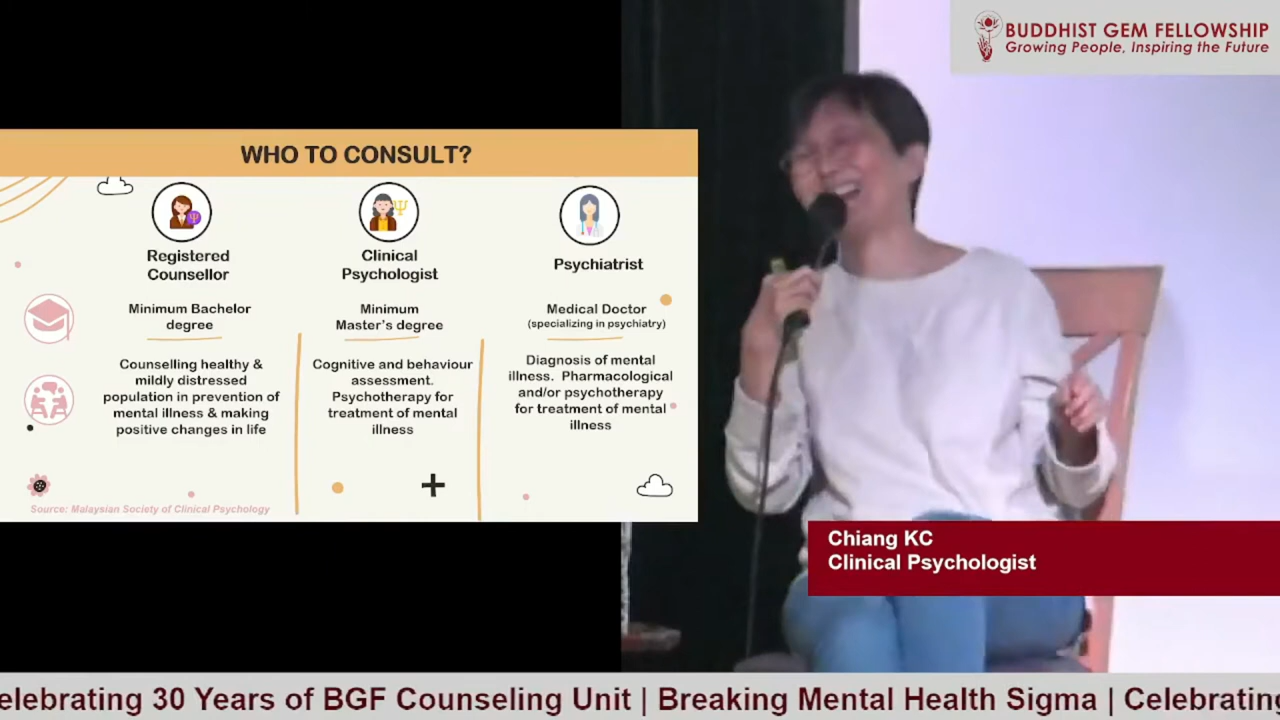 BUDDHIST GEM FELLOWSHIP
Growing People, Inspiring the Future
WHO TO CONSULT?
Registered
Counsellor
Minimum Bachelor
degree
Counselling healthy &
mildly distressed
population in prevention of
mental illness & making
positive changes in life
Clinical
Psychologist
Minimum
Master's degree
Cognitive and behaviour
assessment.
Psychotherapy for
treatment of mental
illness
Psychiatrist
Medical Doctor
(specializing in psychiatry)
Diagnosis of mental
illness. Pharmacological
and/or psychotherapy
for treatment of mental
illness
Source: Malaysian Society of Clinical Psychology
Chiang KC
Clinical Psychologist
elebrating 30 Years of BGF Counseling Unit | Breaking Mental Health Sigma | Celebrating